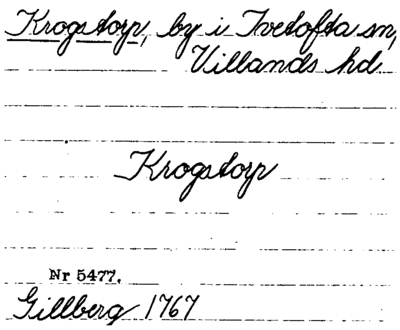 Krogstorp, by i Ivetofta sn,
Villands hd
Krogstorp
Nr 5477.
Gillberg 1767